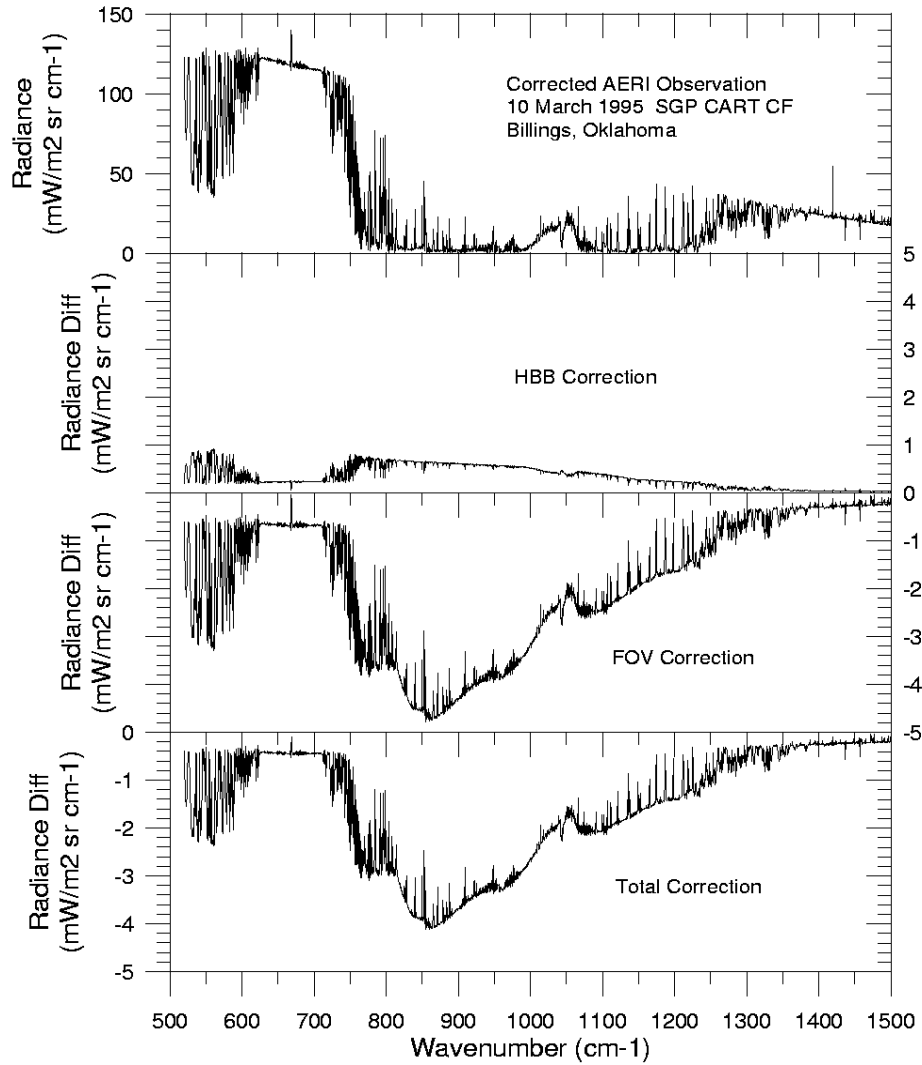 150
100
50
0
Radiance
(mW/m2 sr cm-1)
Corrected AERI Observation
10 March 1995 SGP CART CF
Billings, Oklahoma
5
4
3
2
1
0
Radiance Diff
(mW/m2 sr cm-1)
HBB Correction
-1
-2
-3
-4
-5
Radiance Diff
(mW/m2 sr cm-1)
FOV Correction
0
-1
-2
-3
-4
-5
Radiance Diff
(mW/m2 sr cm-1)
Total Correction
500 600 700 800 900 1000 1100 1200 1300 1400 1500
Wavenumber (cm-1)